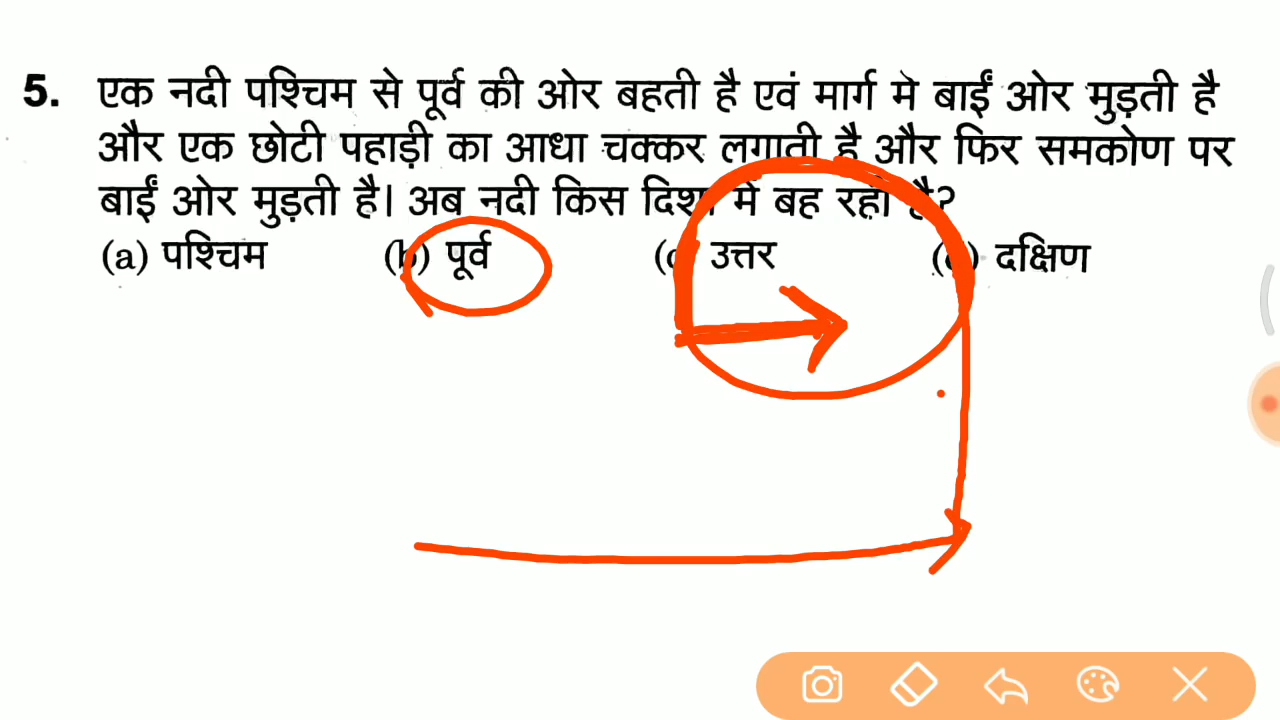 5. एक नदी पश्चिम से पूर्व की ओर बहती है एवं मार्ग मे बाईं ओर मुड़ती है
और एक छोटी पहाड़ी का आधा चक्कर लगाती है और फिर समकोण पर
बाईं ओर मुड़ती है। अब नदी किस दिशा में बह रही है?
(a) पश्चिम (b) पूर्व (c) उत्तर (d) दक्षिण